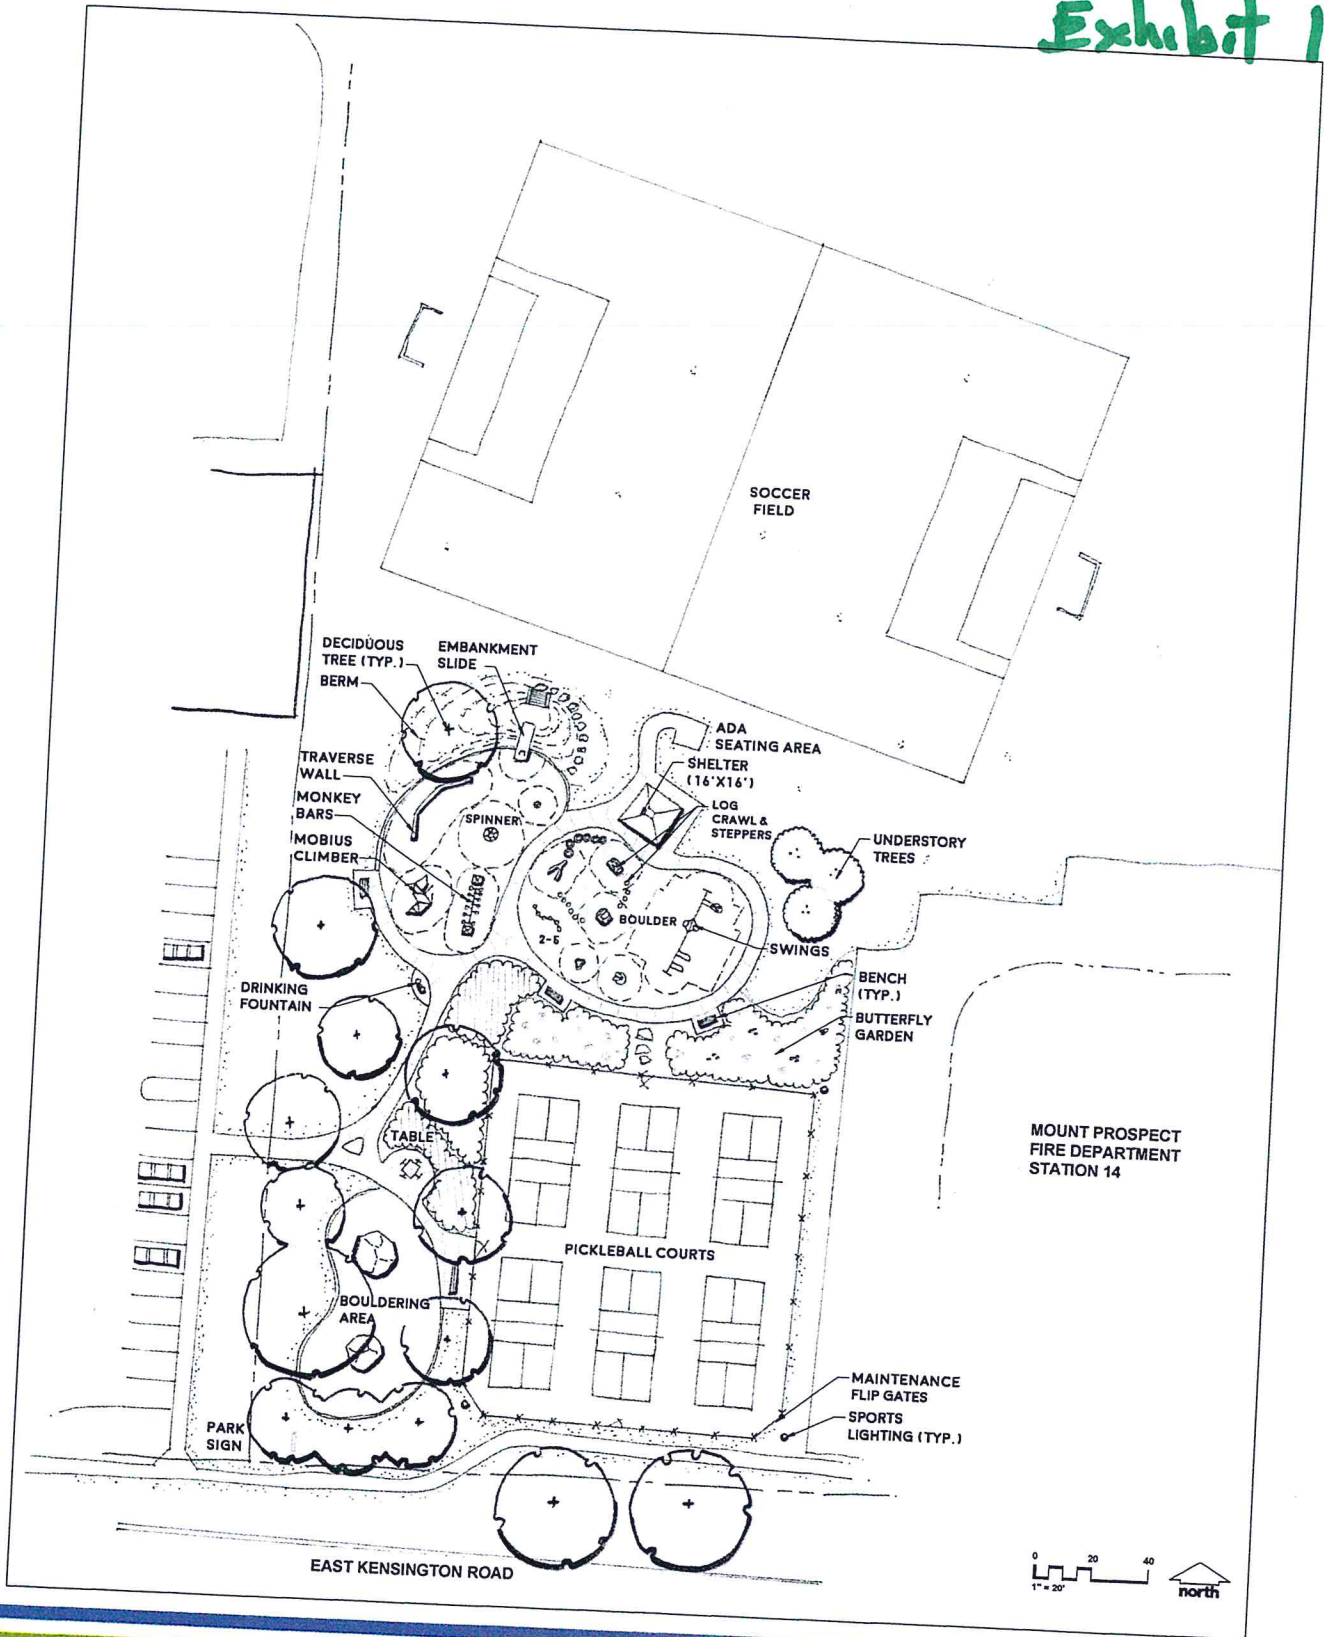 Exhibit 1
SOCCER
FIELD
DECIDUOUS
TREE (TYP.)
BERM
EMBANKMENT
SLIDE
ADA
SEATING AREA
SHELTER
(16'X16')
LOG
CRAWL &
STEPPERS
TRAVERSE
WALL
MONKEY
BARS
MOBIUS
CLIMBER
SPINNER
UNDERSTORY
TREES
BOULDER
2-5
SWINGS
DRINKING
FOUNTAIN
BENCH
(TYP.)
BUTTERFLY
GARDEN
TABLE
MOUNT PROSPECT
FIRE DEPARTMENT
STATION 14
PICKLEBALL COURTS
BOULDERING
AREA
MAINTENANCE
FLIP GATES
SPORTS
LIGHTING (TYP.)
PARK
SIGN
EAST KENSINGTON ROAD
0 20 40
1" = 20'
north